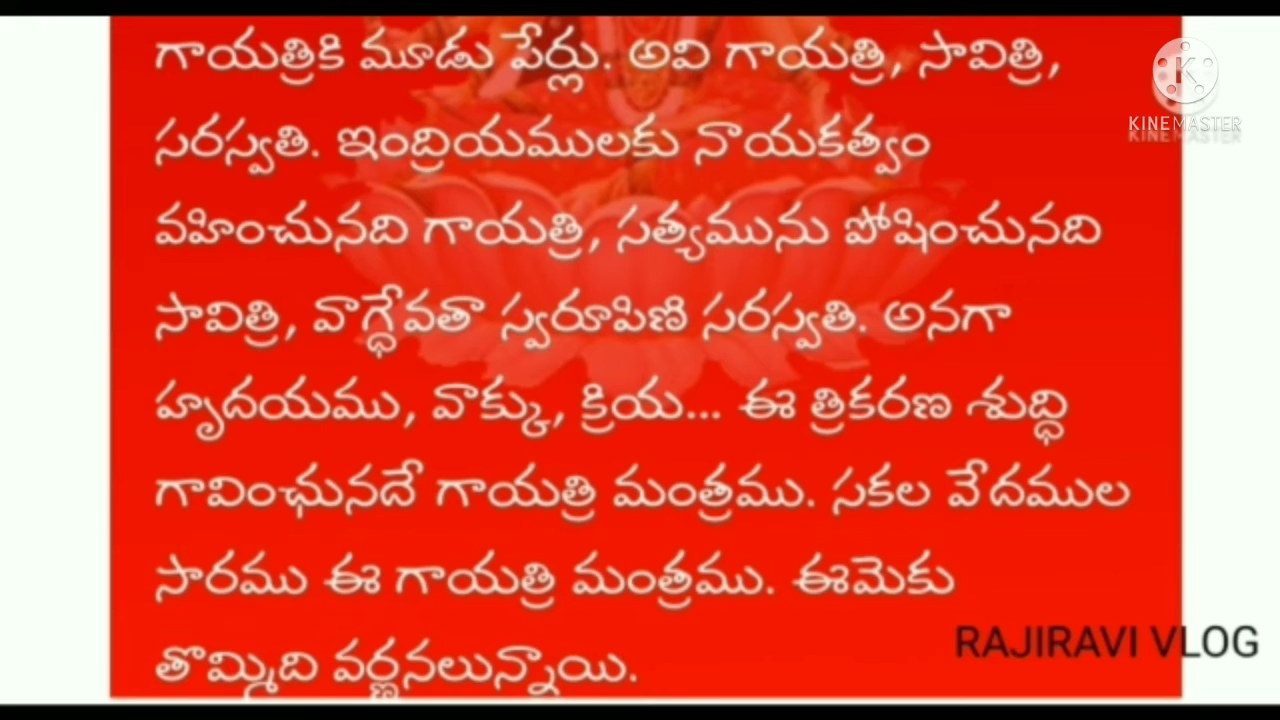 గాయత్రికి మూడు పేర్లు. అవి గాయత్రి, సావిత్రి,
సరస్వతి. ఇంద్రియములకు నాయకత్వం
వహించునది గాయత్రి, సత్యమును పోషించునది
సావిత్రి, వాగ్ధేవతా స్వరూపిణి సరస్వతి. అనగా
హృదయము, వాక్కు, క్రియ... ఈ త్రికరణ శుద్ధి
గావింఛునదే గాయత్రి మంత్రము. సకల వేదముల
సారము ఈ గాయత్రి మంత్రము. ఈమెకు
తొమ్మిది వర్ణనలున్నాయి.
KINEMASTER
RAJIRAVI VLOG